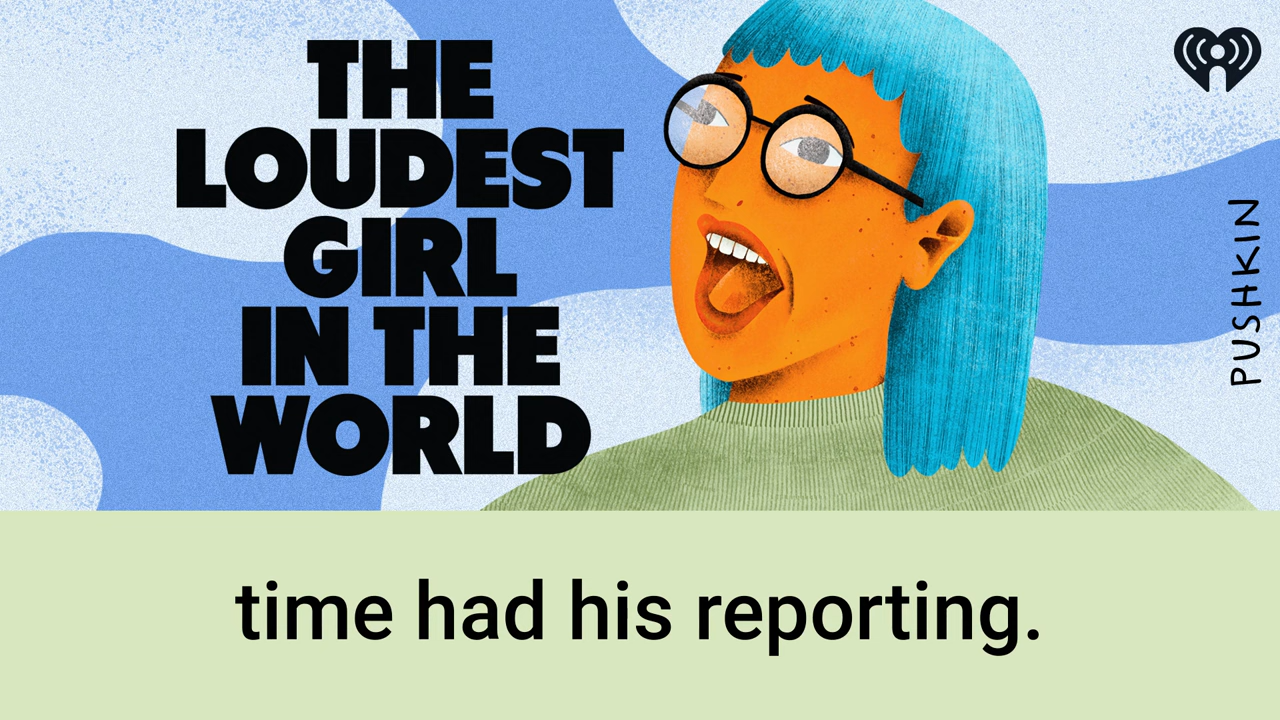 THE
LOUDEST
GIRL
IN THE
WORLD
PUSHKIN
time had his reporting.